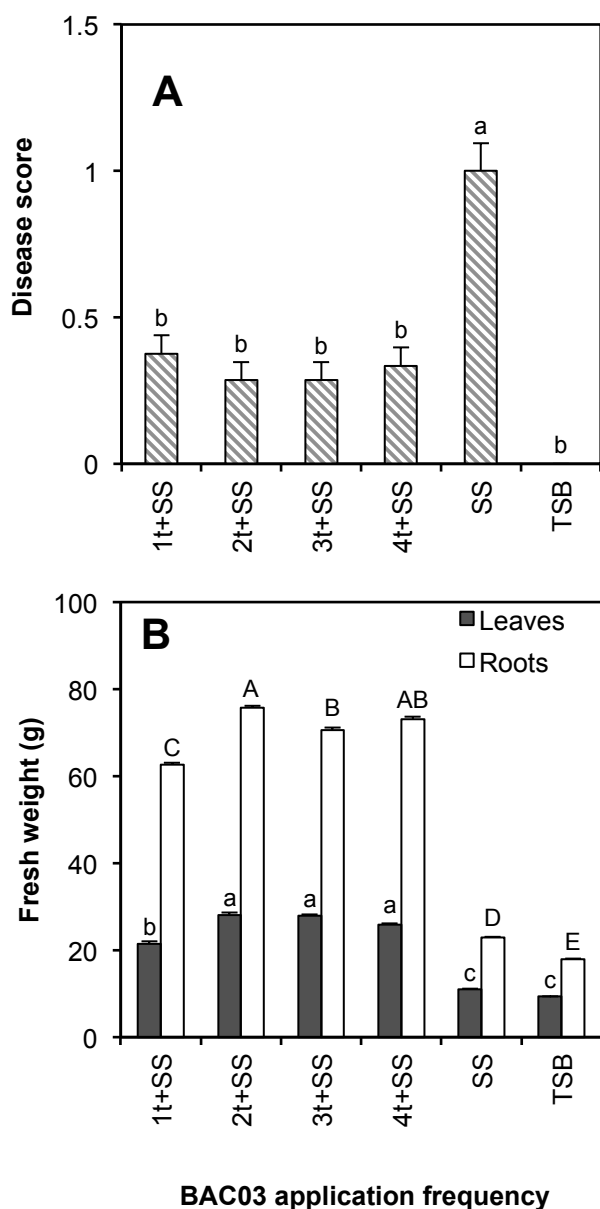 1.5
A
a
1
Disease score
0.5
b
b
b
b
b
0
1t+SS
2t+SS
3t+SS
4t+SS
SS
TSB
100
B
Leaves
Roots
80
A
B
AB
C
Fresh weight (g)
60
40
a
a
a
b
D
E
20
c
c
0
1t+SS
2t+SS
3t+SS
4t+SS
SS
TSB
BAC03 application frequency